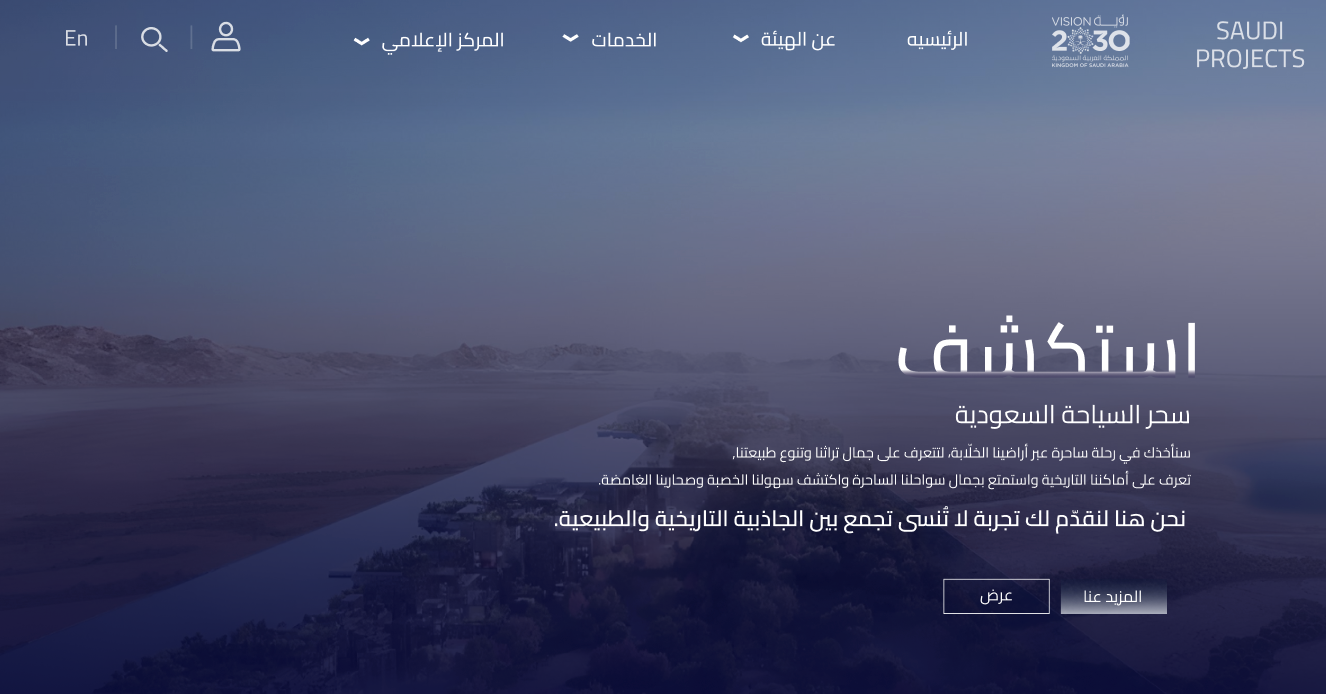 SAUDI
PROJECTS
VISION رؤيــة
2030
المملكة العربية السعودية
KINGDOM OF SAUDI ARABIA
الرئيسيه
عن الهيئة
الخدمات
المركز الإعلامي
En
استكشف
سحر السياحة السعودية
سنأخذك في رحلة ساحرة عبر أراضينا الخلّابة، لتتعرف على جمال تراثنا وتنوع طبيعتنا,
تعرف على أماكننا التاريخية واستمتع بجمال سواحلنا الساحرة واكتشف سهولنا الخصبة وصحارينا الغامضة.
نحن هنا لنقدّم لك تجربة لا تُنسى تجمع بين الجاذبية التاريخية والطبيعية.
المزيد عنا
عرض